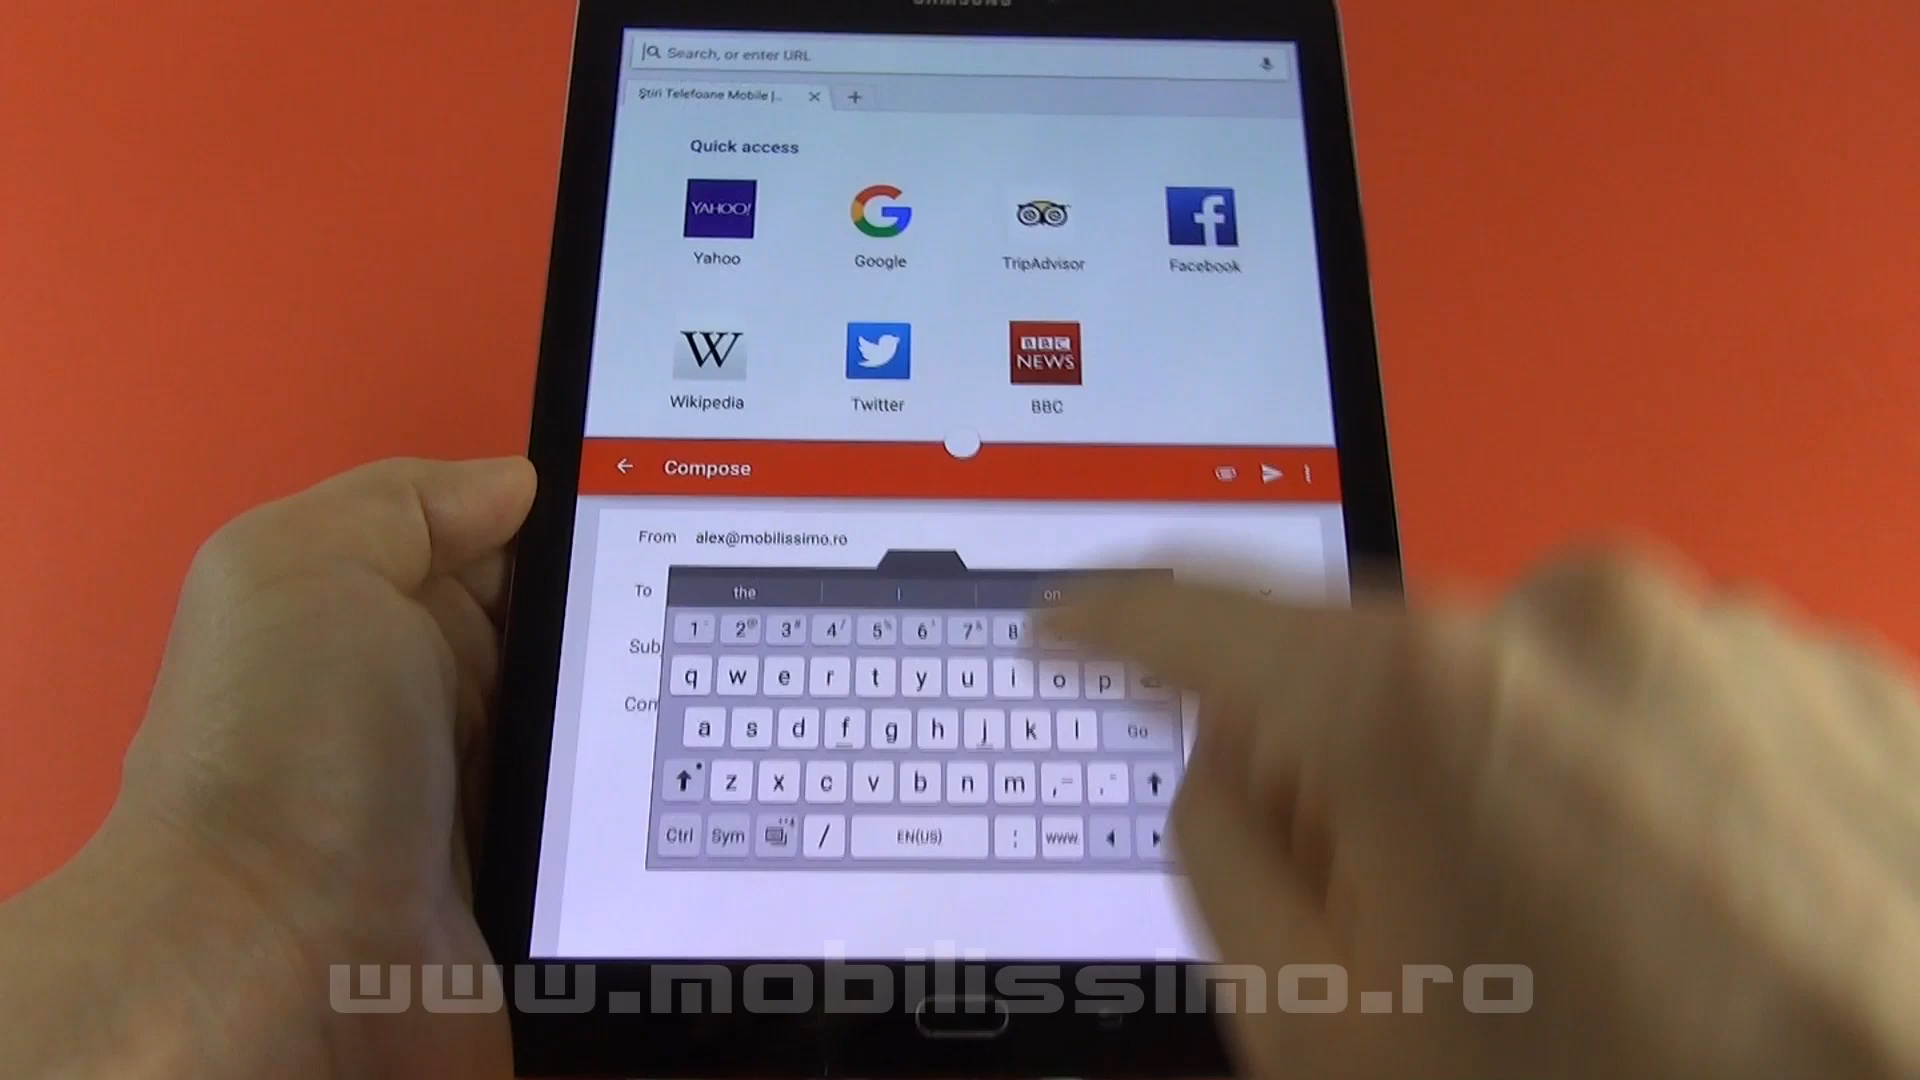 SAMSUNG
Search, or enter URL
Știri Telefoane Mobile |..
Quick access
YAHOO!
Yahoo
Google
TripAdvisor
Facebook
W
Wikipedia
Twitter
BBC
NEWS
BBC
Compose
From alex@mobilissimo.ro
To
the i on
Sub
Com
1 2@ 3# 4/ 5% 6^ 7& 8*
q w e r t y u i o p
a s d f g h j k l Go
z x c v b n m
Ctrl Sym / EN(US) : www.
www.mobilissimo.ro